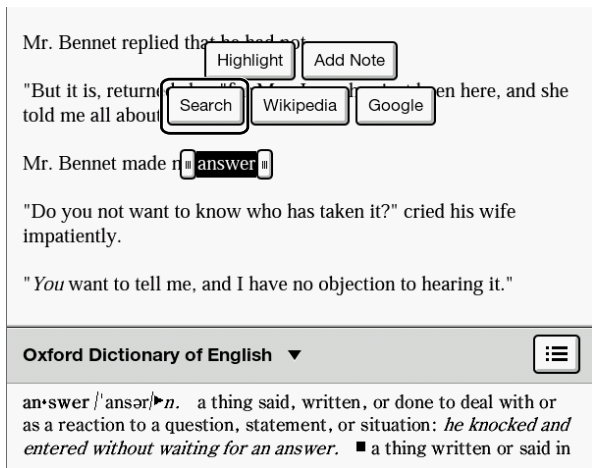 Mr. Bennet replied that he had not
Highlight Add Note
"But it is, here, and she
Search Wikipedia Google
told me all about
Mr. Bennet made answer
"Do you not want to know who has taken it?" cried his wife
impatiently.
"You want to tell me, and I have no objection to hearing it."
Oxford Dictionary of English ▼
an•swer /ˈansər/▶n. a thing said, written, or done to deal with or
as a reaction to a question, statement, or situation: he knocked and
entered without waiting for an answer. ■ a thing written or said in